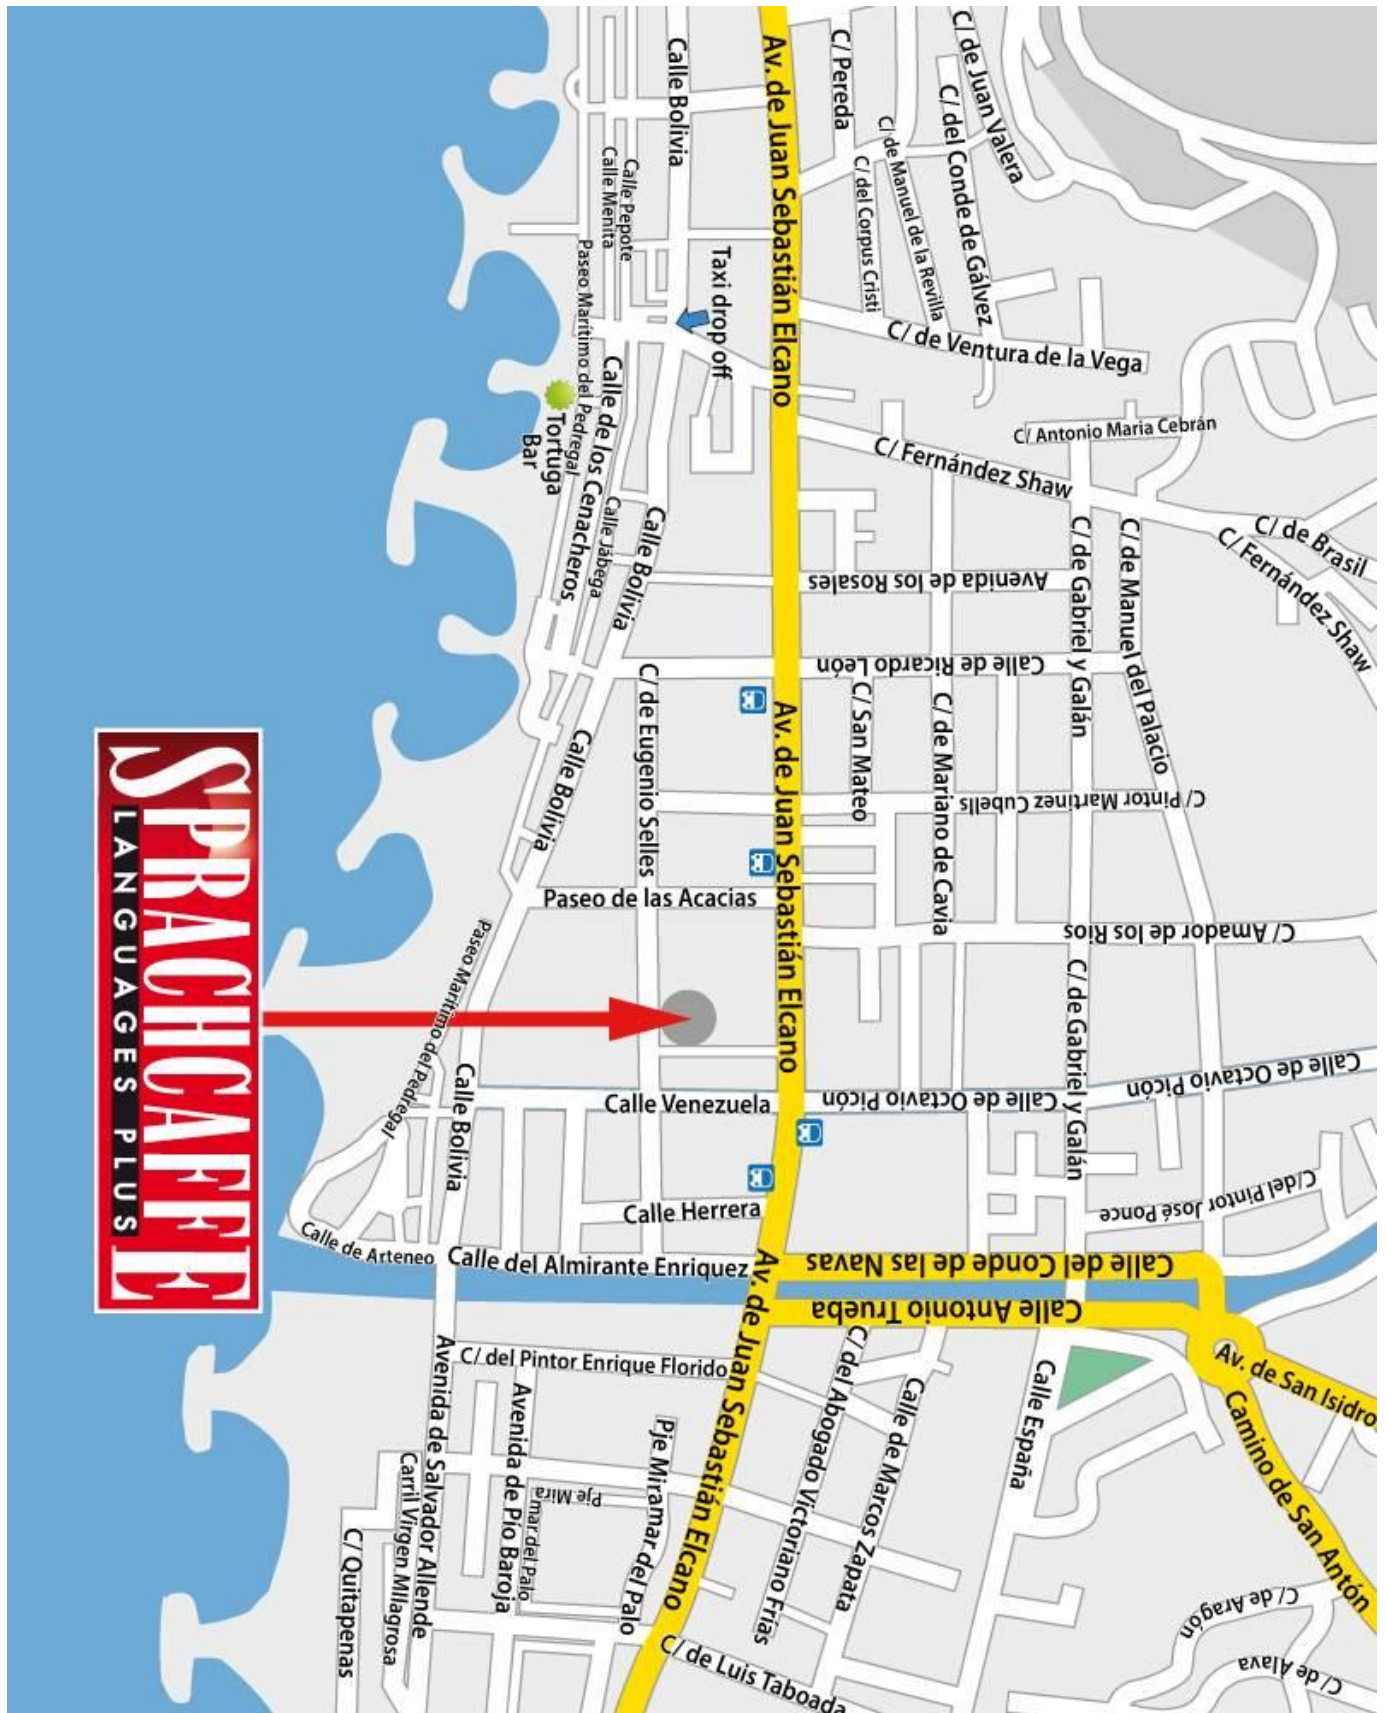 Av. de Juan Sebastián Elcano
Calle Bolivia
C/ Pereda
C/ de Juan Valera
C/ del Conde de Gálvez
C/ de Manuel de la Revilla
C/ del Corpus Cristi
Calle Pepote
Calle Menita
Paseo Marítimo del Pedregal
Taxi drop off
C/ de Ventura de la Vega
Calle de los Cenacheros
Tortuga
Bar
C/ Antonio Maria Cebrán
C/ Fernández Shaw
C/ de Brasil
C/ Fernández Shaw
Calle Jábega
Calle Bolivia
Avenida de los Rosales
C/ de Gabriel y Galán
C/ de Manuel del Palacio
Calle de Ricardo León
C/ de Eugenio Selles
C/ San Mateo
C/ de Mariano de Cavia
Av. de Juan Sebastián Elcano
Calle Bolivia
C/ Pintor Martínez Cubells
Paseo de las Acacias
C/ Amador de los Rios
SPRACHCAFFE
LANGUAGES PLUS
Paseo Marítimo del Pedregal
C/ de Gabriel y Galán
Calle Bolivia
Calle Venezuela
Calle de Octavio Picón
Calle de Octavio Picón
Calle Herrera
C/del Pintor José Ponce
Calle de Arteneo
Calle del Almirante Enriquez
Calle del Conde de las Navas
Calle Antonio Trueba
Av. de Juan Sebastián Elcano
C/ del Pintor Enrique Florido
C/ del Abogado Victoriano Frías
Calle de Marcos Zapata
Calle España
Av. de San Isidro
Camino de San Antón
Avenida de Salvador Allende
Avenida de Pío Baroja
Pje Miramar del Palo
Pje Mira
mar del Palo
Carril Virgen MIlagrosa
C/ Quitapenas
C/ de Luis Taboada
C/ de Aragón
C/ de Alava